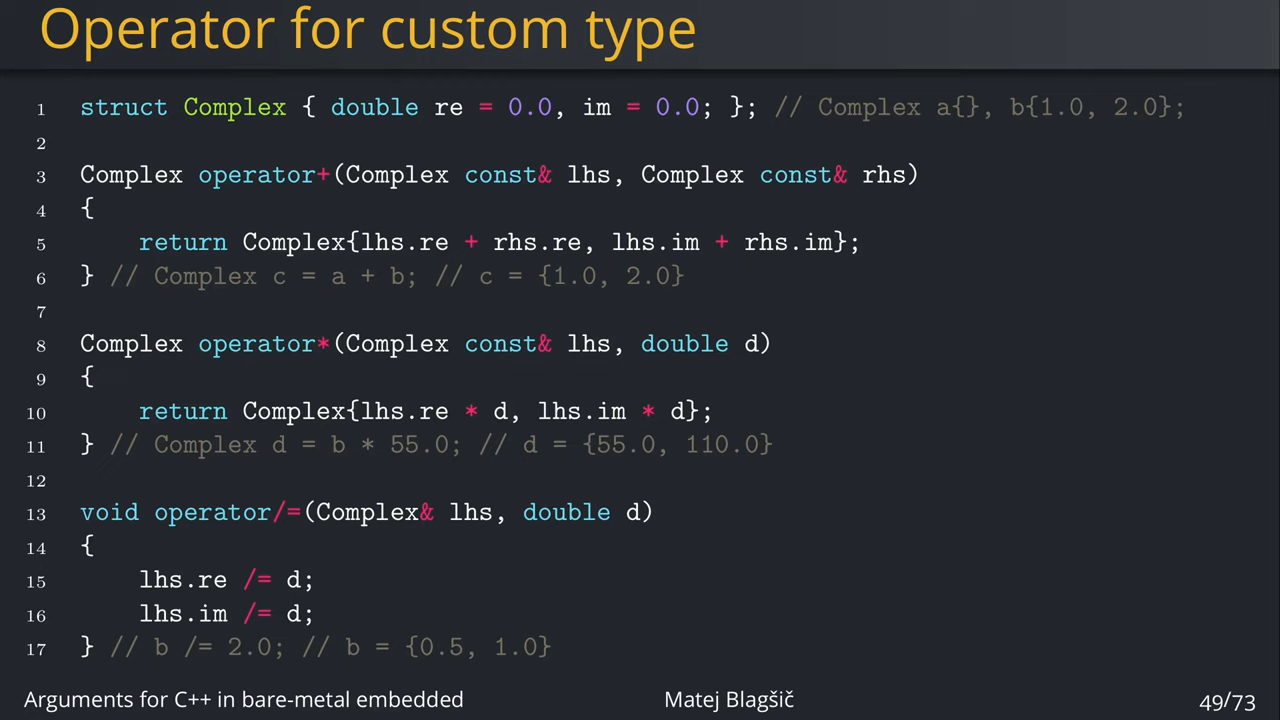 Operator for custom type
1 struct Complex { double re = 0.0, im = 0.0; }; // Complex a{}, b{1.0, 2.0};
2
3 Complex operator+(Complex const& lhs, Complex const& rhs)
4 {
5 return Complex{lhs.re + rhs.re, lhs.im + rhs.im};
6 } // Complex c = a + b; // c = {1.0, 2.0}
7
8 Complex operator*(Complex const& lhs, double d)
9 {
10 return Complex{lhs.re * d, lhs.im * d};
11 } // Complex d = b * 55.0; // d = {55.0, 110.0}
12
13 void operator/=(Complex& lhs, double d)
14 {
15 lhs.re /= d;
16 lhs.im /= d;
17 } // b /= 2.0; // b = {0.5, 1.0}
Arguments for C++ in bare-metal embedded Matej Blagšič 49/73